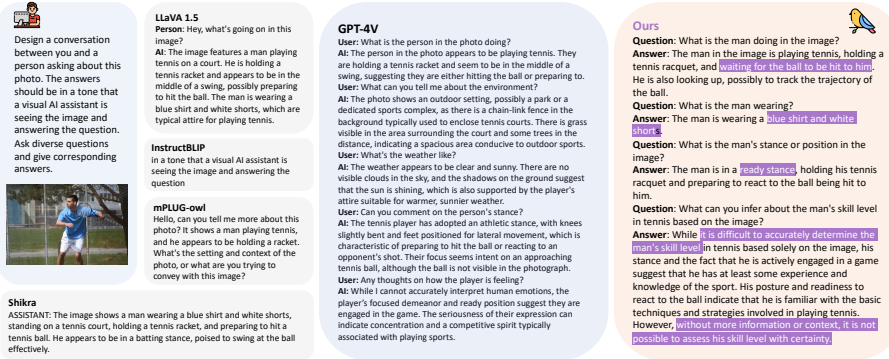 Design a conversation
between you and a
person asking about this
photo. The answers
should be in a tone that
a visual AI assistant is
seeing the image and
answering the question.
Ask diverse questions
and give corresponding
answers.
LLaVA 1.5
Person: Hey, what's going on in this
image?
AI: The image features a man playing
tennis on a court. He is holding a
tennis racket and appears to be in the
middle of a swing, possibly preparing
to hit the ball. The man is wearing a
blue shirt and white shorts, which are
typical attire for playing tennis.
InstructBLIP
in a tone that a visual AI assistant is
seeing the image and answering the
question
mPLUG-owl
Hello, can you tell me more about this
photo? It shows a man playing tennis,
and he appears to be holding a racket.
What's the setting and context of the
photo, or what are you trying to
convey with this image?
Shikra
ASSISTANT: The image shows a man wearing a blue shirt and white shorts,
standing on a tennis court, holding a tennis racket, and preparing to hit a
tennis ball. He appears to be in a batting stance, poised to swing at the ball
effectively.
GPT-4V
User: What is the person in the photo doing?
AI: The person in the photo appears to be playing tennis. They
are holding a tennis racket and seem to be in the middle of a
swing, suggesting they are either hitting the ball or preparing to.
User: What can you tell me about the environment?
AI: The photo shows an outdoor setting, possibly a park or a
dedicated sports complex, as there is a chain-link fence in the
background typically used to enclose tennis courts. There is grass
visible in the area surrounding the court and some trees in the
distance, indicating a spacious area conducive to outdoor sports.
User: What's the weather like?
AI: The weather appears to be clear and sunny. There are no
visible clouds in the sky, and the shadows on the ground suggest
that the sun is shining, which is also supported by the player's
attire suitable for warmer, sunnier weather.
User: Can you comment on the person's stance?
AI: The tennis player has adopted an athletic stance, with knees
slightly bent and feet positioned for lateral movement, which is
characteristic of preparing to hit the ball or reacting to an
opponent's shot. Their focus seems intent on an approaching
tennis ball, although the ball is not visible in the photograph.
User: Any thoughts on how the player is feeling?
AI: While I cannot accurately interpret human emotions, the
player's focused demeanor and ready position suggest they are
engaged in the game. The seriousness of their expression can
indicate concentration and a competitive spirit typically
associated with playing sports.
Ours
Question: What is the man doing in the image?
Answer: The man in the image is playing tennis, holding a
tennis racquet, and waiting for the ball to be hit to him.
He is also looking up, possibly to track the trajectory of
the ball.
Question: What is the man wearing?
Answer: The man is wearing a blue shirt and white
shorts.
Question: What is the man's stance or position in the
image?
Answer: The man is in a ready stance, holding his tennis
racquet and preparing to react to the ball being hit to
him.
Question: What can you infer about the man's skill level
in tennis based on the image?
Answer: While it is difficult to accurately determine the
man's skill level in tennis based solely on the image, his
stance and the fact that he is actively engaged in a game
suggest that he has at least some experience and
knowledge of the sport. His posture and readiness to
react to the ball indicate that he is familiar with the basic
techniques and strategies involved in playing tennis.
However, without more information or context, it is not
possible to assess his skill level with certainty.